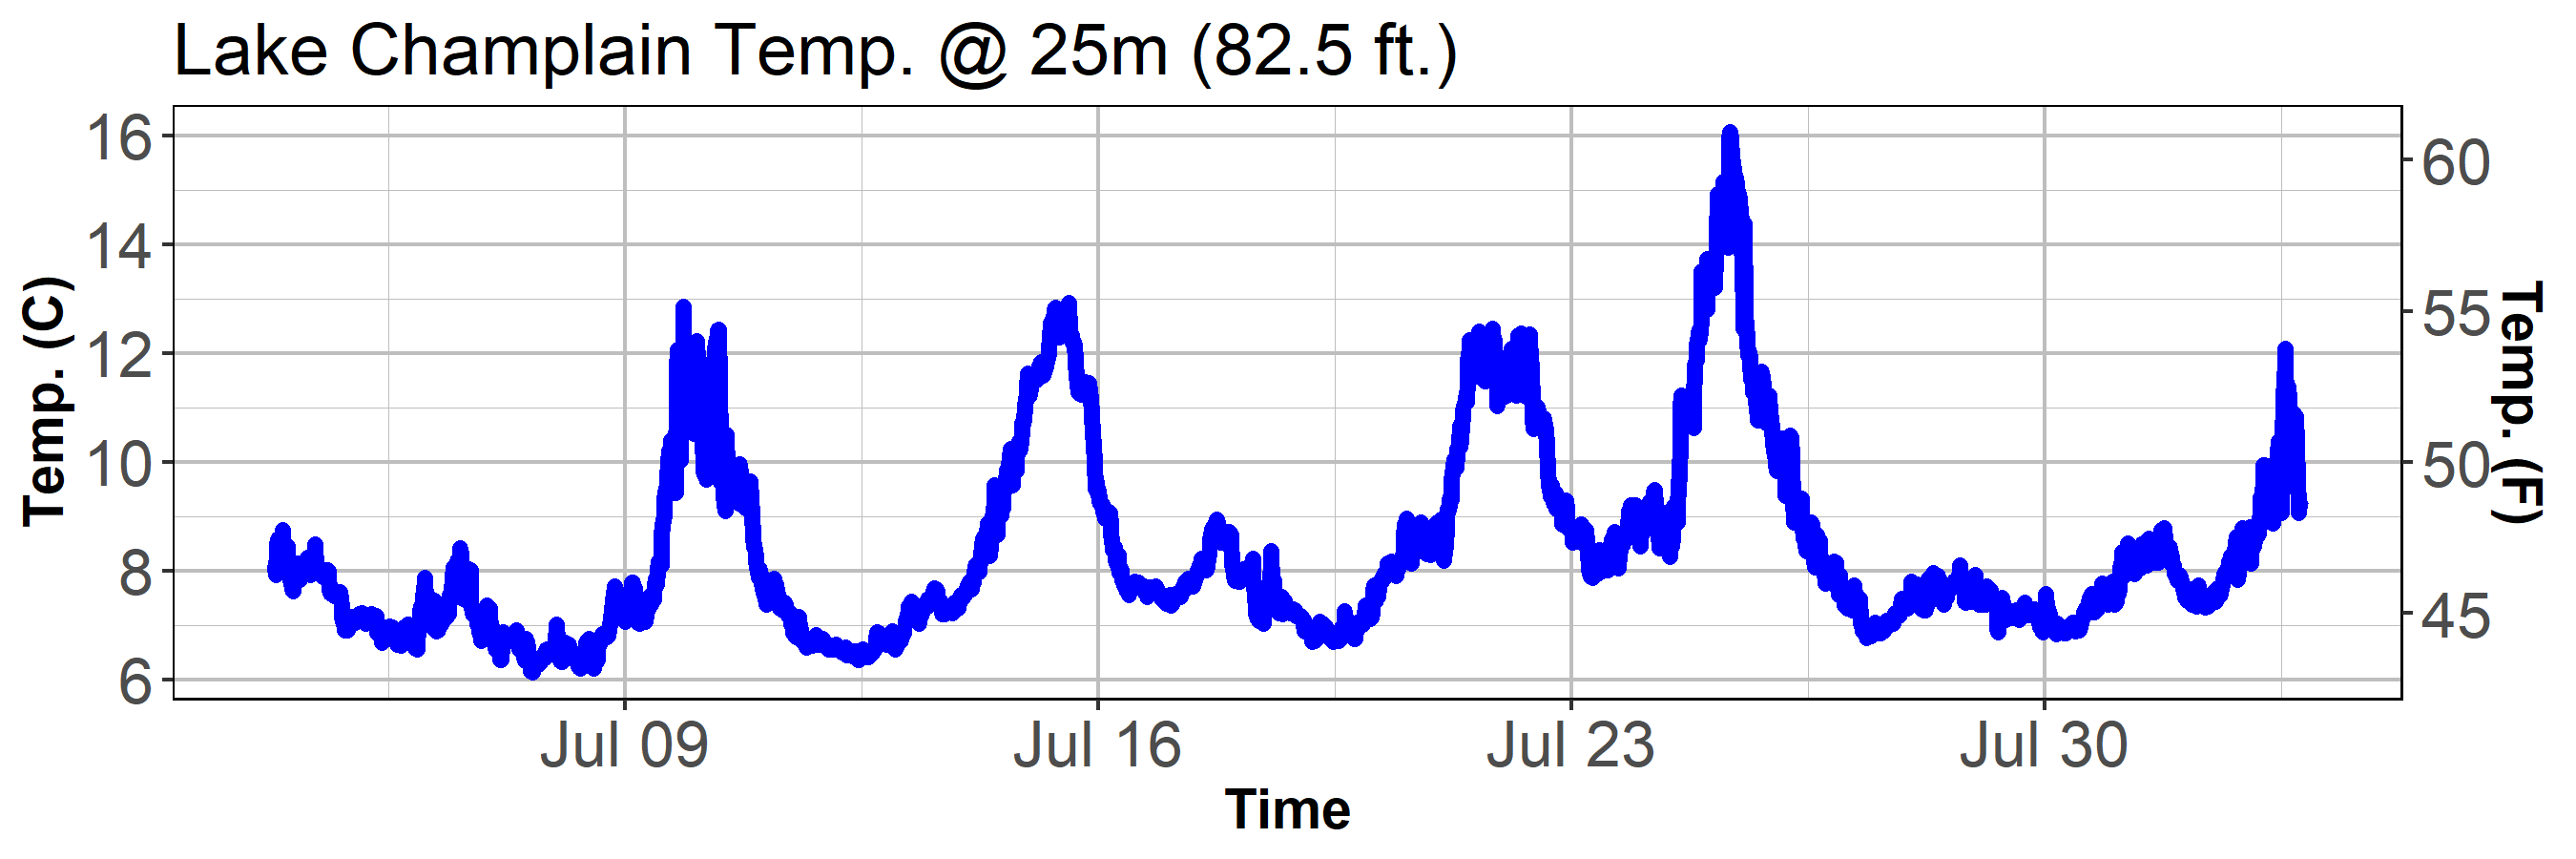 Lake Champlain Temp. @ 25m (82.5 ft.)
16
14
12
10
8
6
Temp. (C)
60
55
50
45
Temp. (F)
Jul 09 Jul 16 Jul 23 Jul 30
Time